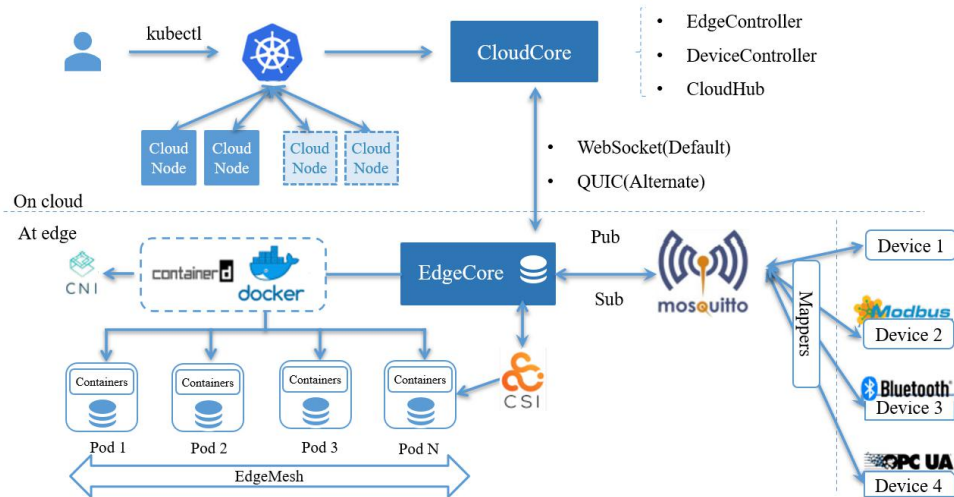 kubectl
CloudCore
• EdgeController
• DeviceController
• CloudHub
Cloud Node
Cloud Node
Cloud Node
Cloud Node
• WebSocket(Default)
• QUIC(Alternate)
On cloud
At edge
CNI
containerd
docker
EdgeCore
Pub
Sub
mosquitto
Mappers
Device 1
Modbus
Device 2
Bluetooth®
Device 3
OPC UA
Device 4
CSI
Containers
Containers
Containers
Containers
Pod 1
Pod 2
Pod 3
Pod N
EdgeMesh